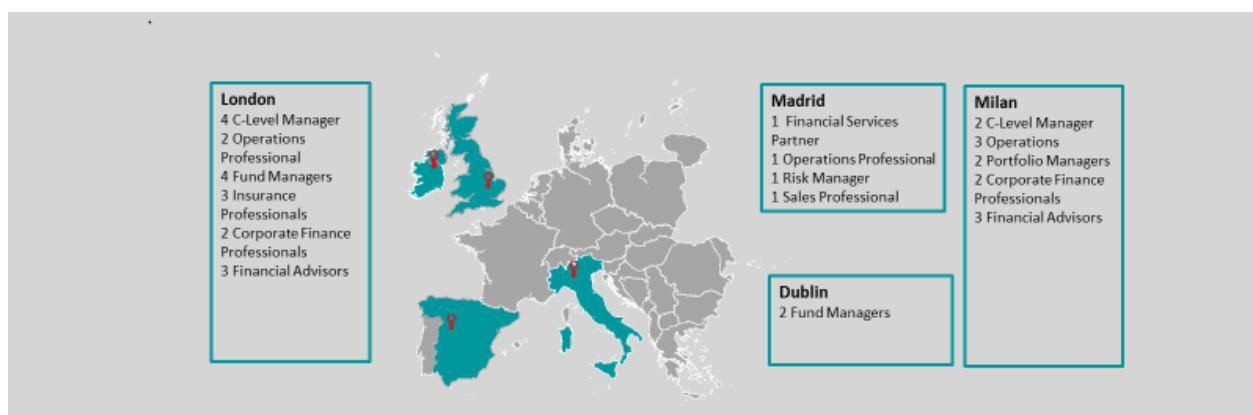 London
4 C-Level Manager
2 Operations
Professional
4 Fund Managers
3 Insurance
Professionals
2 Corporate Finance
Professionals
3 Financial Advisors
Madrid
1 Financial Services
Partner
1 Operations Professional
1 Risk Manager
1 Sales Professional
Milan
2 C-Level Manager
3 Operations
2 Portfolio Managers
2 Corporate Finance
Professionals
3 Financial Advisors
Dublin
2 Fund Managers